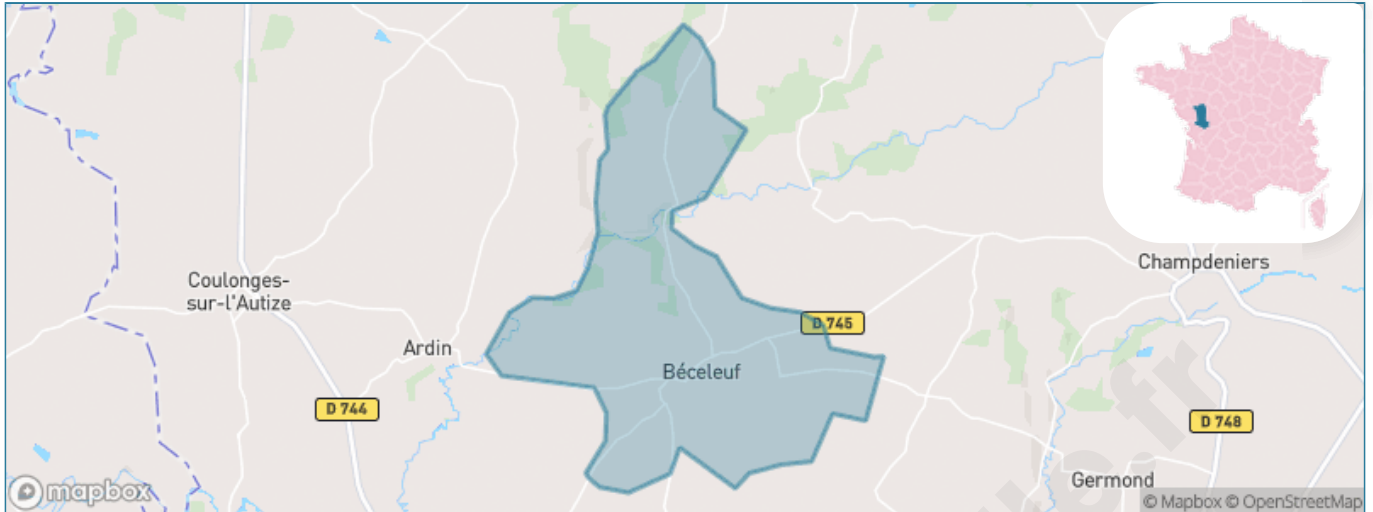 Champdeniers
Coulonges-
sur-l'Autize
D 745
Ardin
Béceleuf
D 744
D 748
Germond
mapbox
© Mapbox © OpenStreetMap